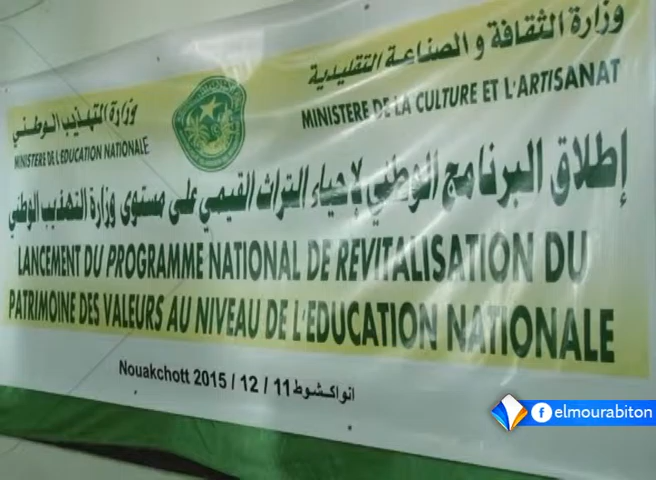 وزارة الثقافة و الصناعة التقليدية
MINISTERE DE LA CULTURE ET L'ARTISANAT
وزارة التهذيب الوطني
MINISTERE DE L'EDUCATION NATIONALE
إطلاق البرنامج الوطني لإحياء التراث القيمي على مستوى وزارة التهذيب الوطني
LANCEMENT DU PROGRAMME NATIONAL DE REVITALISATION DU
PATRIMOINE DES VALEURS AU NIVEAU DE L'EDUCATION NATIONALE
Nouakchott 2015 / 12 / 11 انواكشوط
f elmourabiton